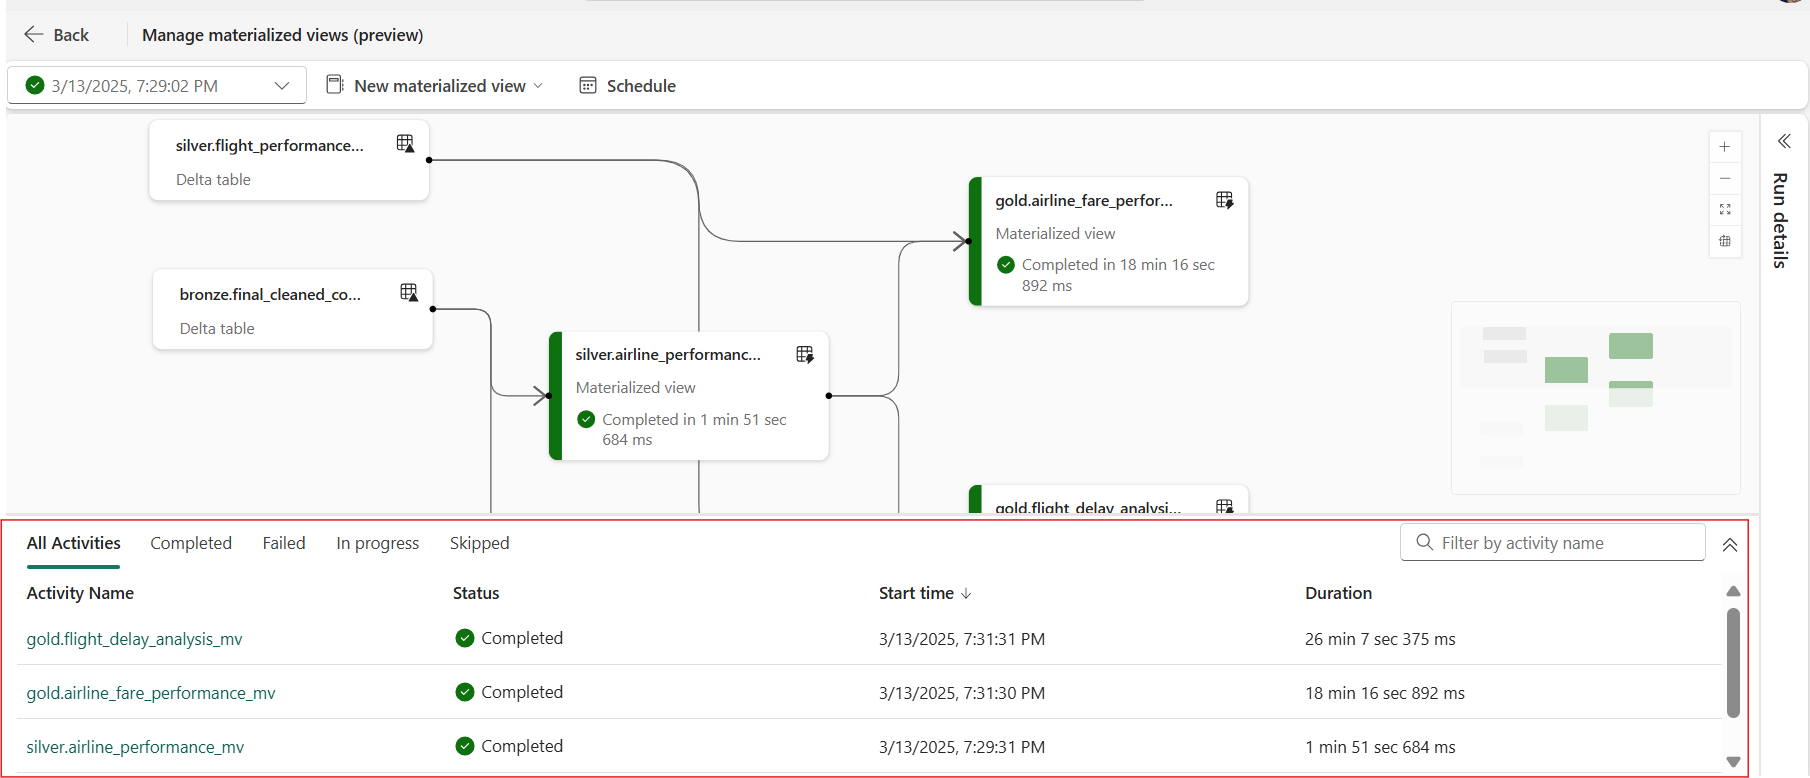 Back
Manage materialized views (preview)
3/13/2025, 7:29:02 PM
New materialized view
Schedule
silver.flight_performance...
Delta table
bronze.final_cleaned_co...
Delta table
silver.airline_performanc...
Materialized view
Completed in 1 min 51 sec
684 ms
gold.airline_fare_perfor...
Materialized view
Completed in 18 min 16 sec
892 ms
gold.flight_delay_analysi...
Run details
All Activities
Completed
Failed
In progress
Skipped
Filter by activity name
Activity Name
Status
Start time
Duration
gold.flight_delay_analysis_mv
Completed
3/13/2025, 7:31:31 PM
26 min 7 sec 375 ms
gold.airline_fare_performance_mv
Completed
3/13/2025, 7:31:30 PM
18 min 16 sec 892 ms
silver.airline_performance_mv
Completed
3/13/2025, 7:29:31 PM
1 min 51 sec 684 ms